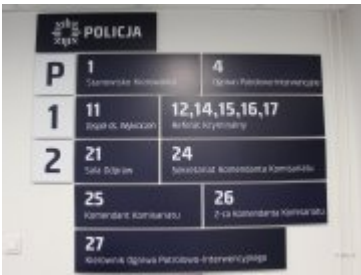 POLICJA
P
1
4
Stanowisko Kierowania
Ogniwo Patrolowo-Interwencyjne
1
11
12,14,15,16,17
Zespół ds. Wykroczeń
Referat Kryminalny
2
21
24
Sala Odpraw
Sekretariat Komendanta Komisariatu
25
26
Komendant Komisariatu
Z-ca Komendanta Komisariatu
27
Kierownik Ogniwa Patrolowo-Interwencyjnego